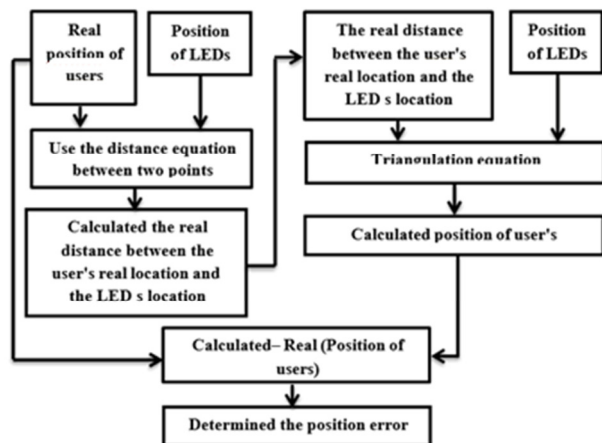 Real
position of
users
Position
of LEDs
Use the distance equation
between two points
Calculated the real
distance between the
user's real location and
the LED s location
The real distance
between the user's
real location and the
LED s location
Position
of LEDs
Triangulation equation
Calculated position of user's
Calculated– Real (Position of
users)
Determined the position error